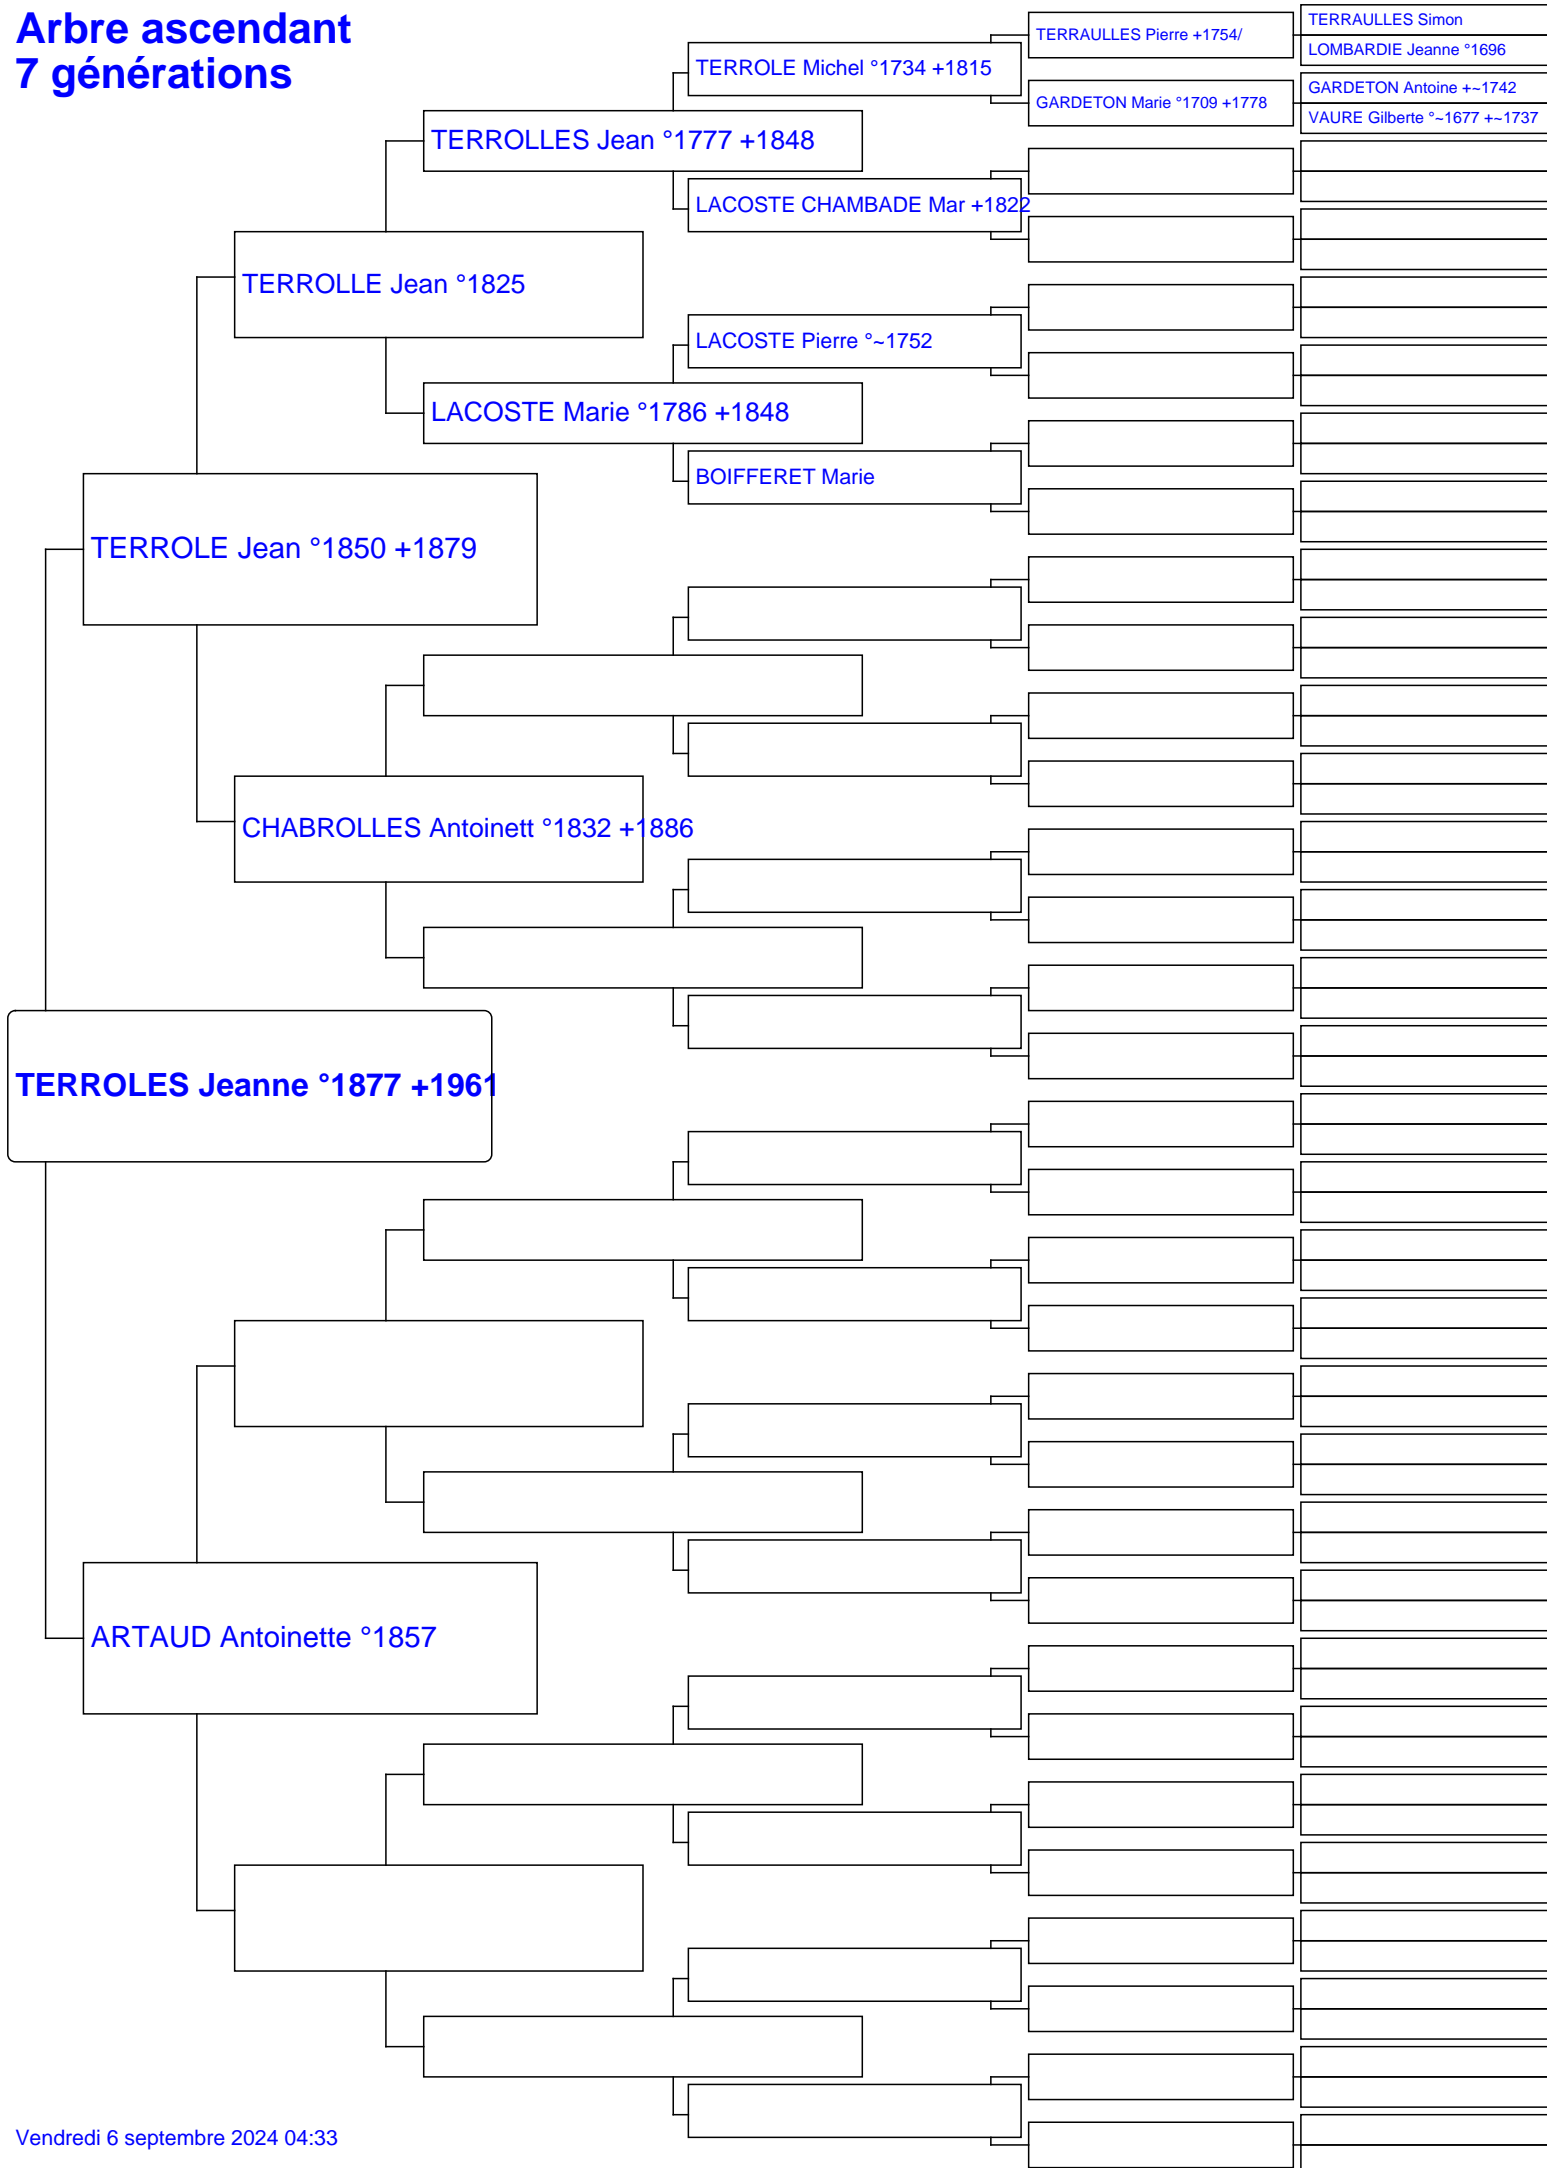 Arbre ascendant
7 générations
TERRAULLES Simon
TERRAULLES Pierre +1754/
LOMBARDIE Jeanne °1696
TERROLE Michel °1734 +1815
GARDETON Antoine +~1742
GARDETON Marie °1709 +1778
VAURE Gilberte °~1677 +~1737
TERROLLES Jean °1777 +1848
LACOSTE CHAMBADE Mar +1822
TERROLLE Jean °1825
LACOSTE Pierre °~1752
LACOSTE Marie °1786 +1848
BOIFFERET Marie
TERROLE Jean °1850 +1879
CHABROLLES Antoinett °1832 +1886
TERROLES Jeanne °1877 +1961
ARTAUD Antoinette °1857
Vendredi 6 septembre 2024 04:33